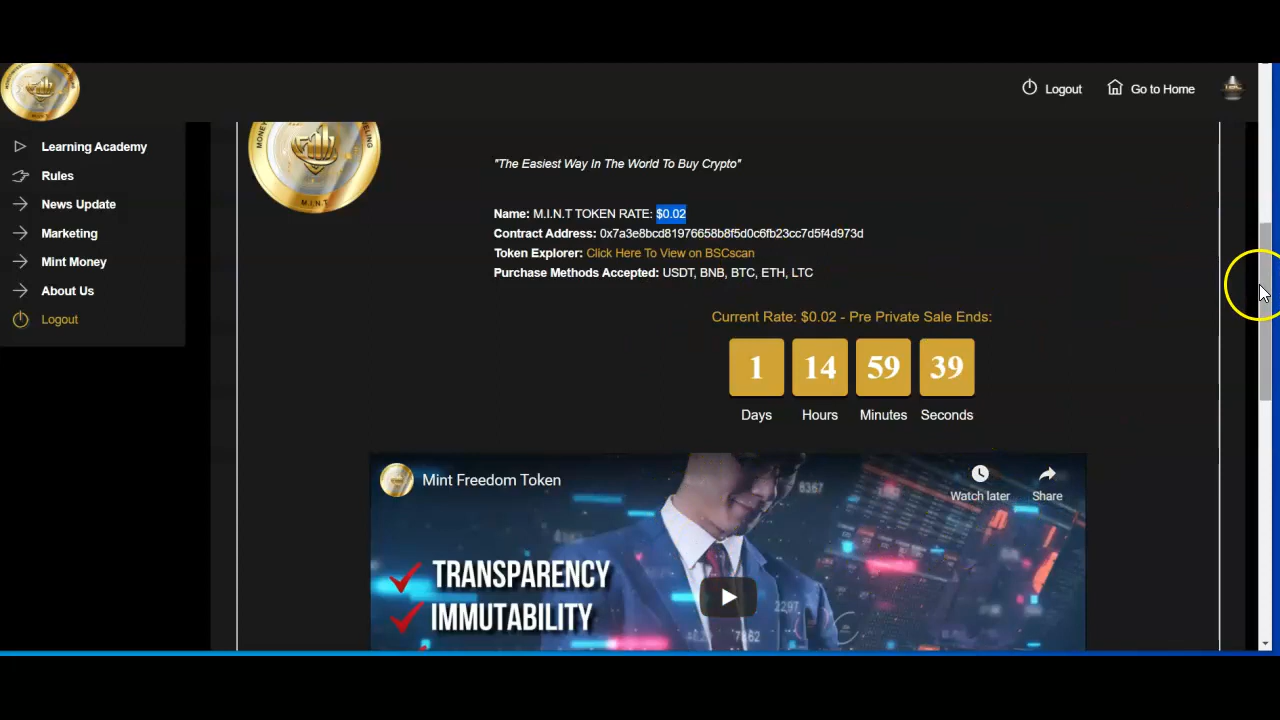 Logout
Go to Home
Learning Academy
Rules
News Update
Marketing
Mint Money
About Us
Logout
M.I.N.T
"The Easiest Way In The World To Buy Crypto"
Name: M.I.N.T TOKEN RATE: $0.02
Contract Address: 0x7a3e8bcd81976658b8f5d0c6fb23cc7d5f4d973d
Token Explorer: Click Here To View on BSCscan
Purchase Methods Accepted: USDT, BNB, BTC, ETH, LTC
Current Rate: $0.02 - Pre Private Sale Ends:
1 14 59 39
Days Hours Minutes Seconds
Mint Freedom Token
Watch later Share
8367
TRANSPARENCY
IMMUTABILITY
2297